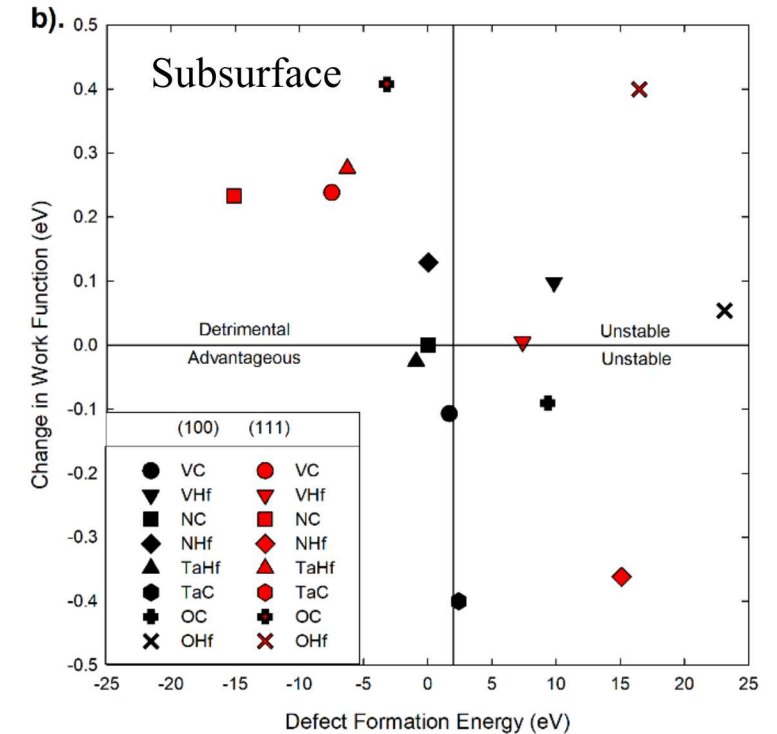 b).
Subsurface
Change in Work Function (eV)
0.5
0.4
0.3
0.2
0.1
0.0
-0.1
-0.2
-0.3
-0.4
-0.5
Detrimental
Advantageous
Unstable
Unstable
(100) (111)
VC VC
VHf VHf
NC NC
NHf NHf
TaHf TaHf
TaC TaC
OC OC
OHf OHf
-25 -20 -15 -10 -5 0 5 10 15 20 25
Defect Formation Energy (eV)